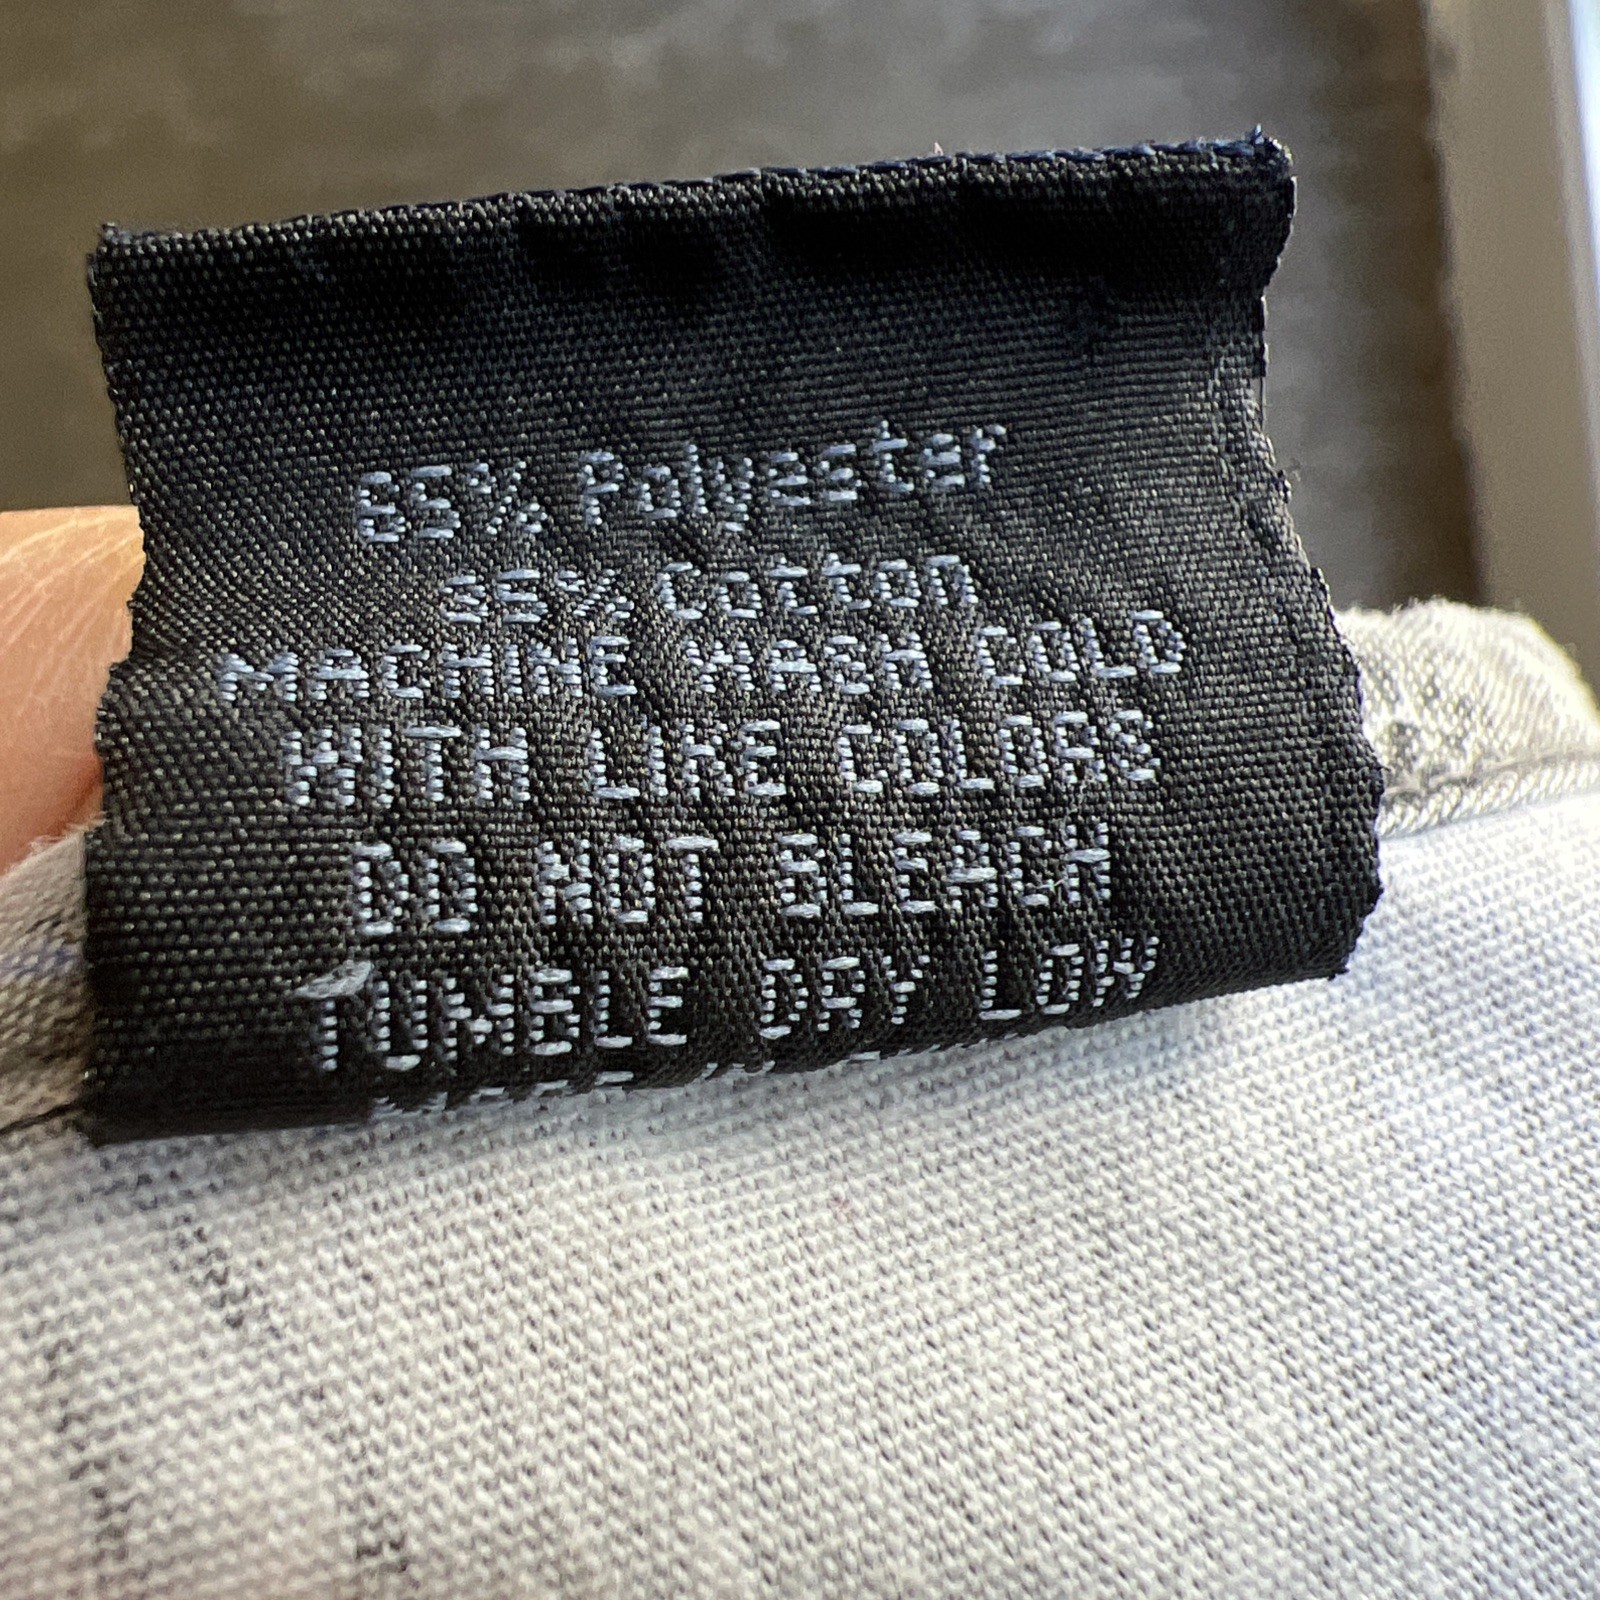 65% Polyester
35% Cotton
MACHINE WASH COLD
WITH LIKE COLORS
DO NOT BLEACH
TUMBLE DRY LOW